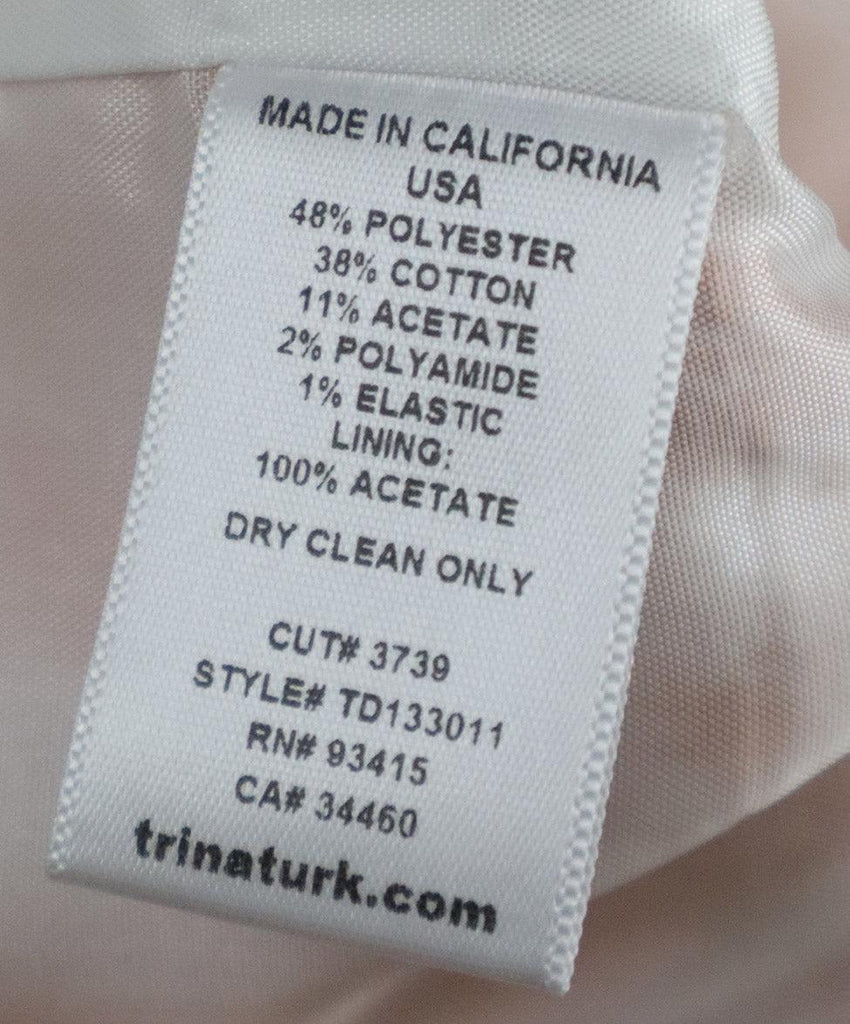 MADE IN CALIFORNIA
USA
48% POLYESTER
38% COTTON
11% ACETATE
2% POLYAMIDE
1% ELASTIC
LINING:
100% ACETATE
DRY CLEAN ONLY
CUT# 3739
STYLE# TD133011
RN# 93415
CA# 34460
trinaturk.com